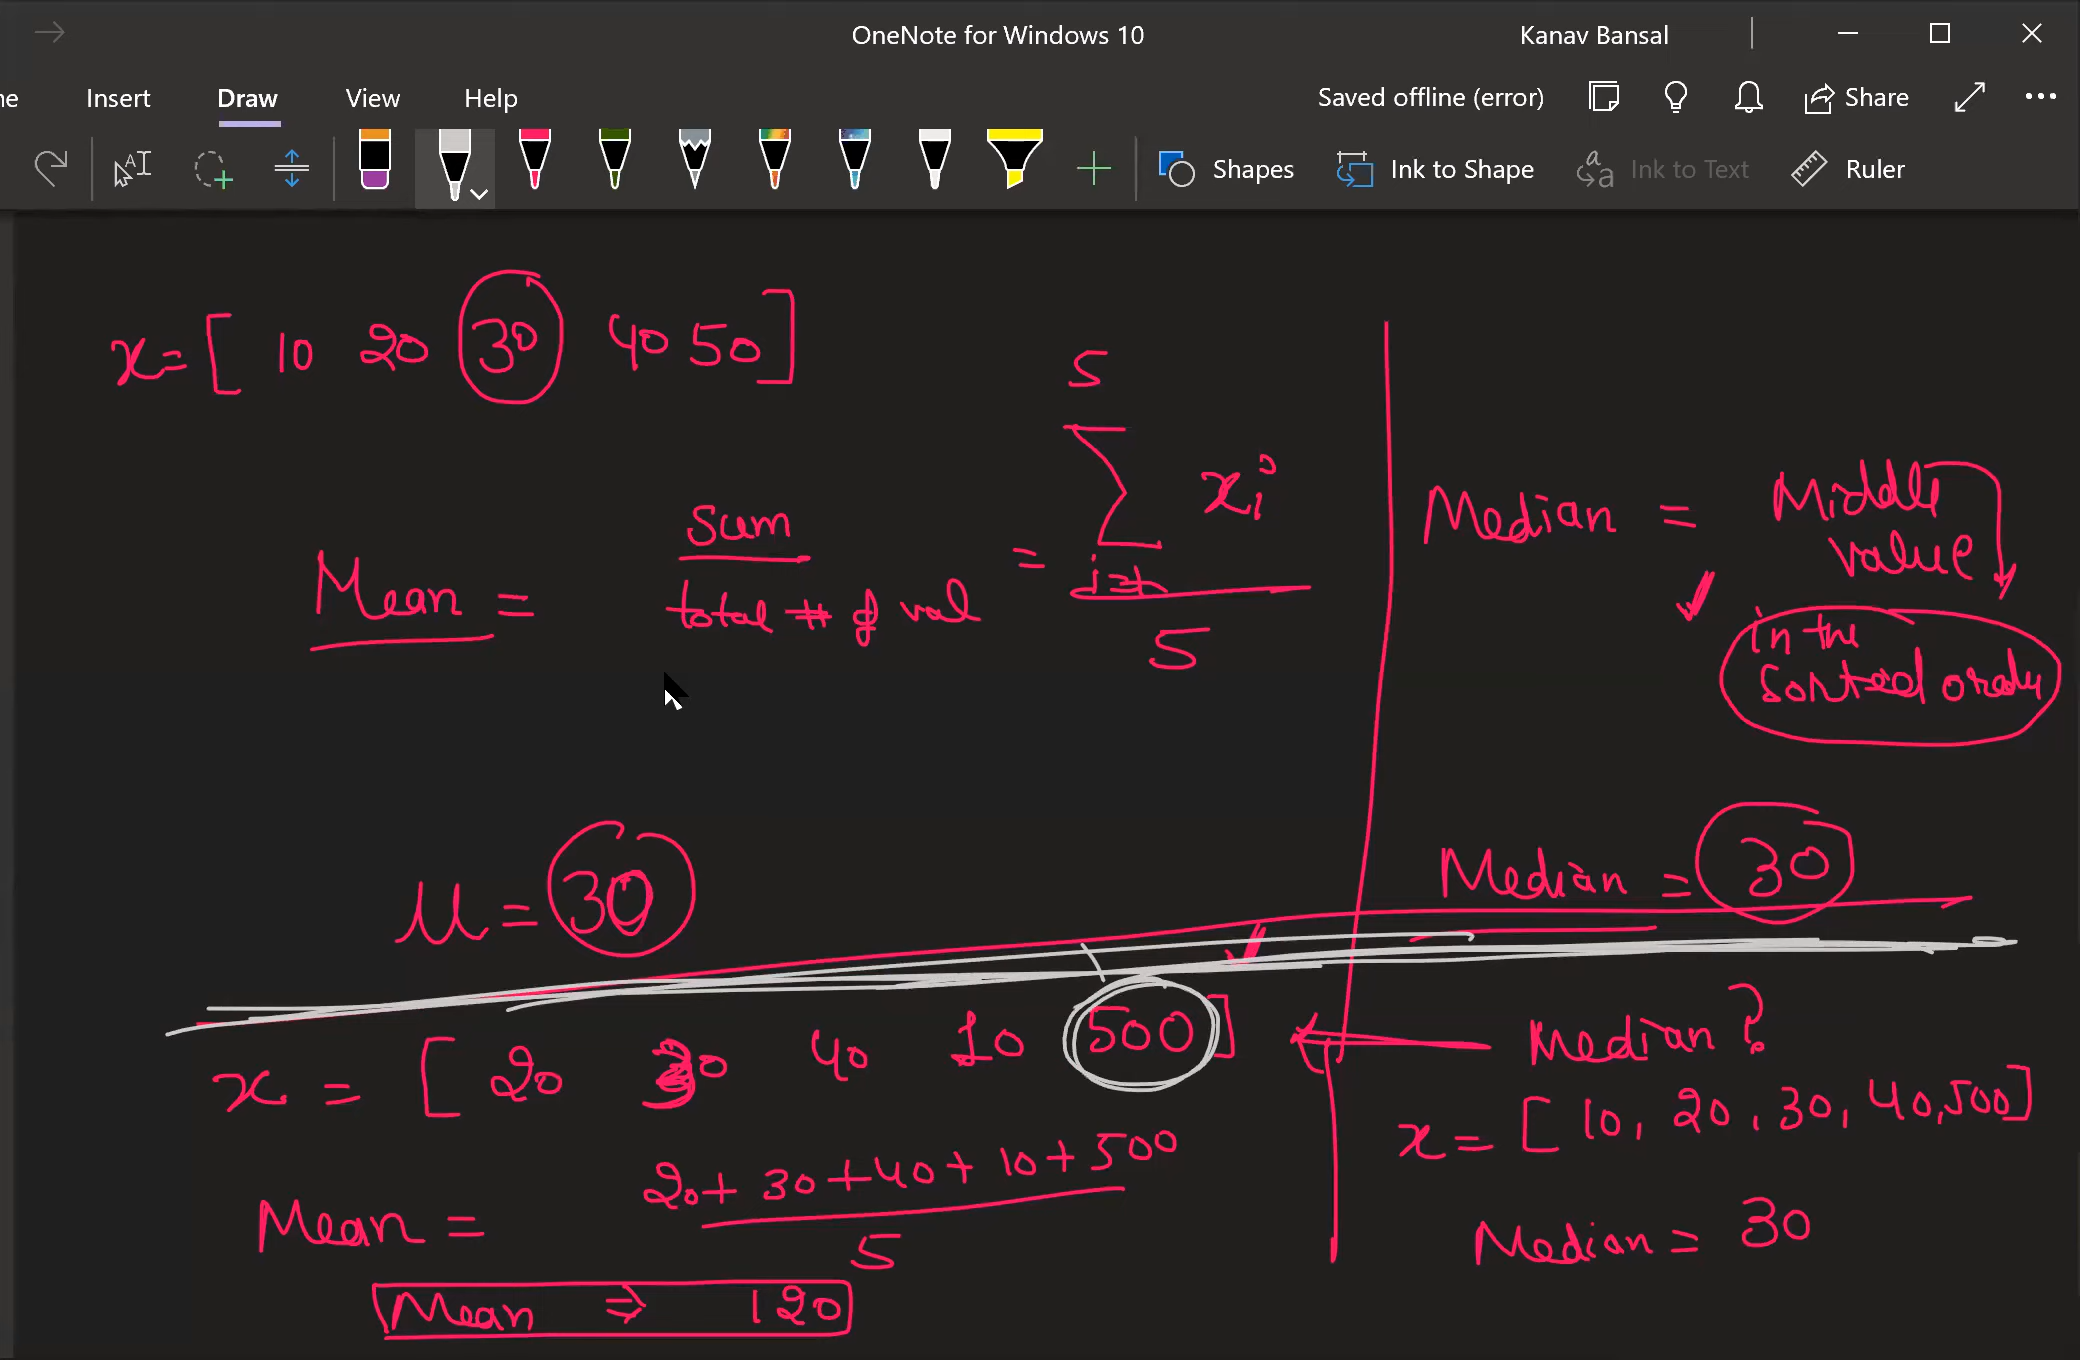 OneNote for Windows 10
Kanav Bansal
ne Insert Draw View Help
Saved offline (error) Share
Shapes Ink to Shape Ink to Text Ruler
x = [ 10 20 30 40 50 ]
Mean = Sum / total # of val = 5 Σ i=1 xi / 5
μ = 30
Median = Middle
value
in the
sorted order
Median = 30
x = [ 20 30 40 10 500 ]
Mean = 20 + 30 + 40 + 10 + 500
5
Mean ⇒ 120
Median ?
x = [ 10, 20, 30, 40, 500 ]
Median = 30